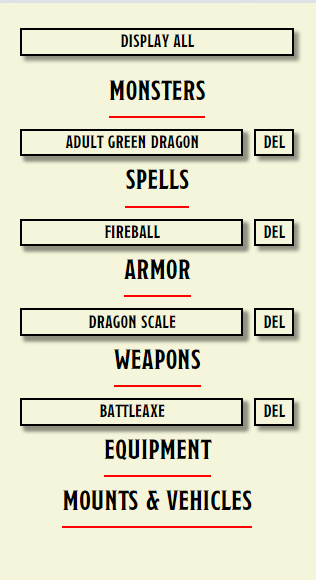 DISPLAY ALL
MONSTERS
ADULT GREEN DRAGON DEL
SPELLS
FIREBALL DEL
ARMOR
DRAGON SCALE DEL
WEAPONS
BATTLEAXE DEL
EQUIPMENT
MOUNTS & VEHICLES